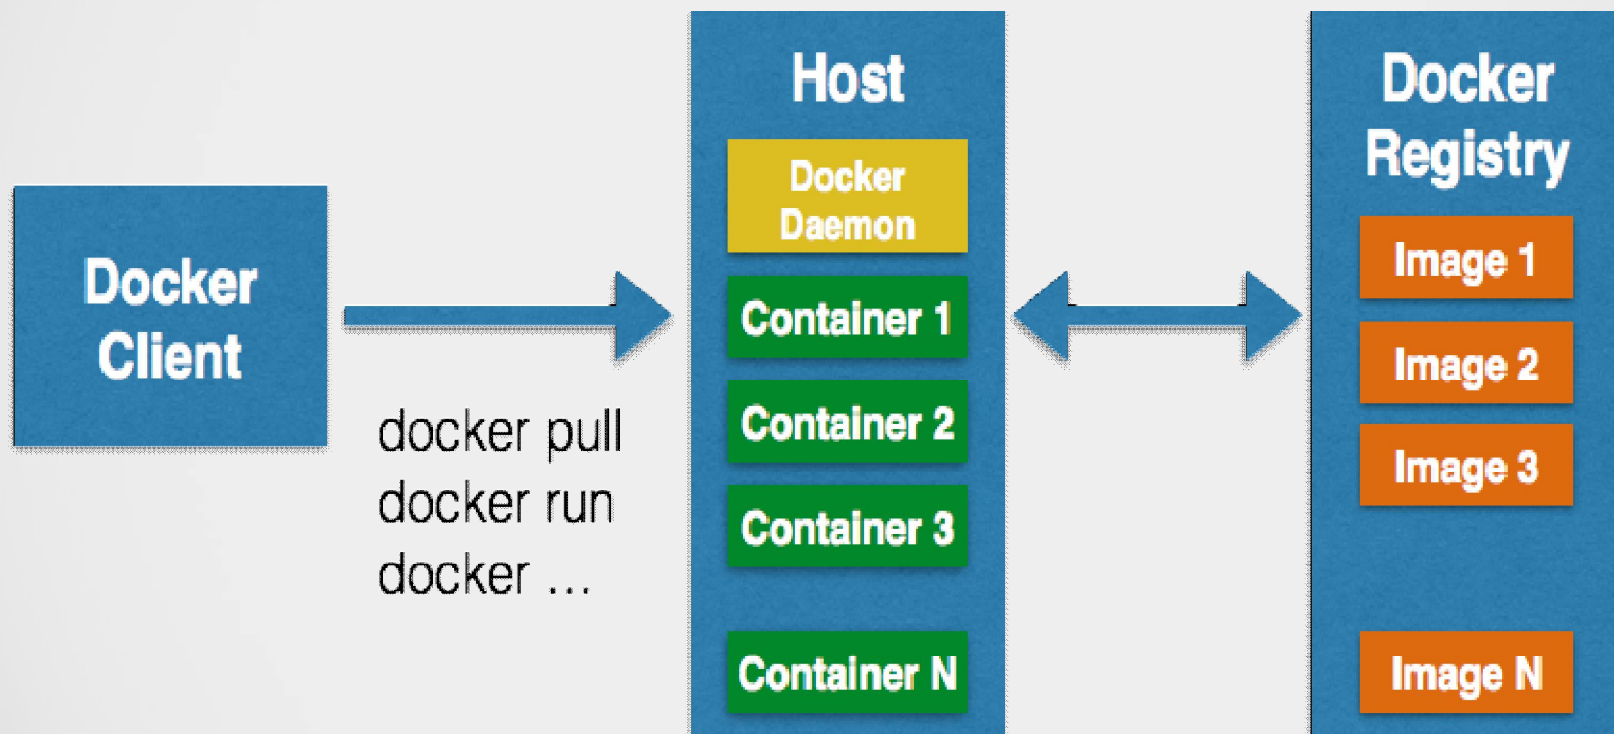 Docker
Client
docker pull
docker run
docker ...
Host
Docker
Daemon
Container 1
Container 2
Container 3
Container N
Docker
Registry
Image 1
Image 2
Image 3
Image N